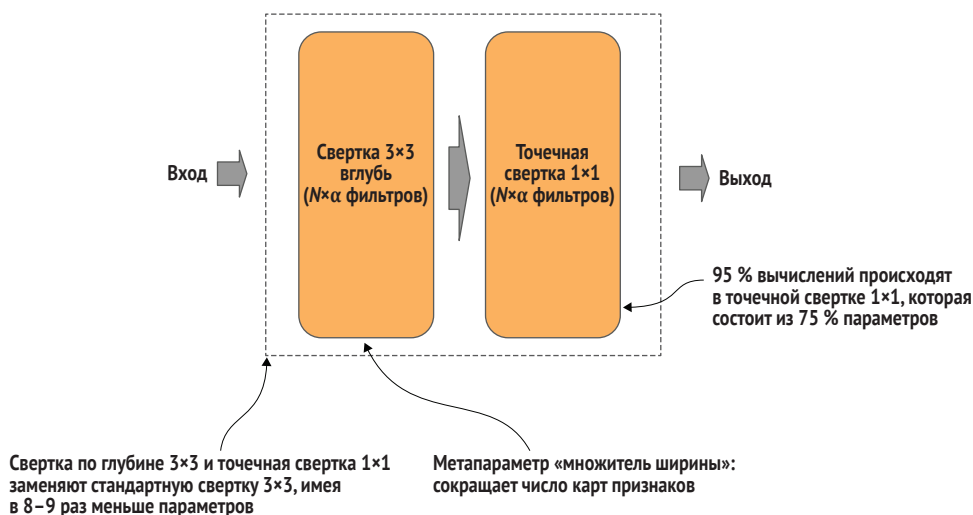 Вход
Свертка 3×3
вглубь
(N×α фильтров)
Точечная
свертка 1×1
(N×α фильтров)
Выход
95 % вычислений происходят
в точечной свертке 1×1, которая
состоит из 75 % параметров
Свертка по глубине 3×3 и точечная свертка 1×1
заменяют стандартную свертку 3×3, имея
в 8–9 раз меньше параметров
Метапараметр «множитель ширины»:
сокращает число карт признаков